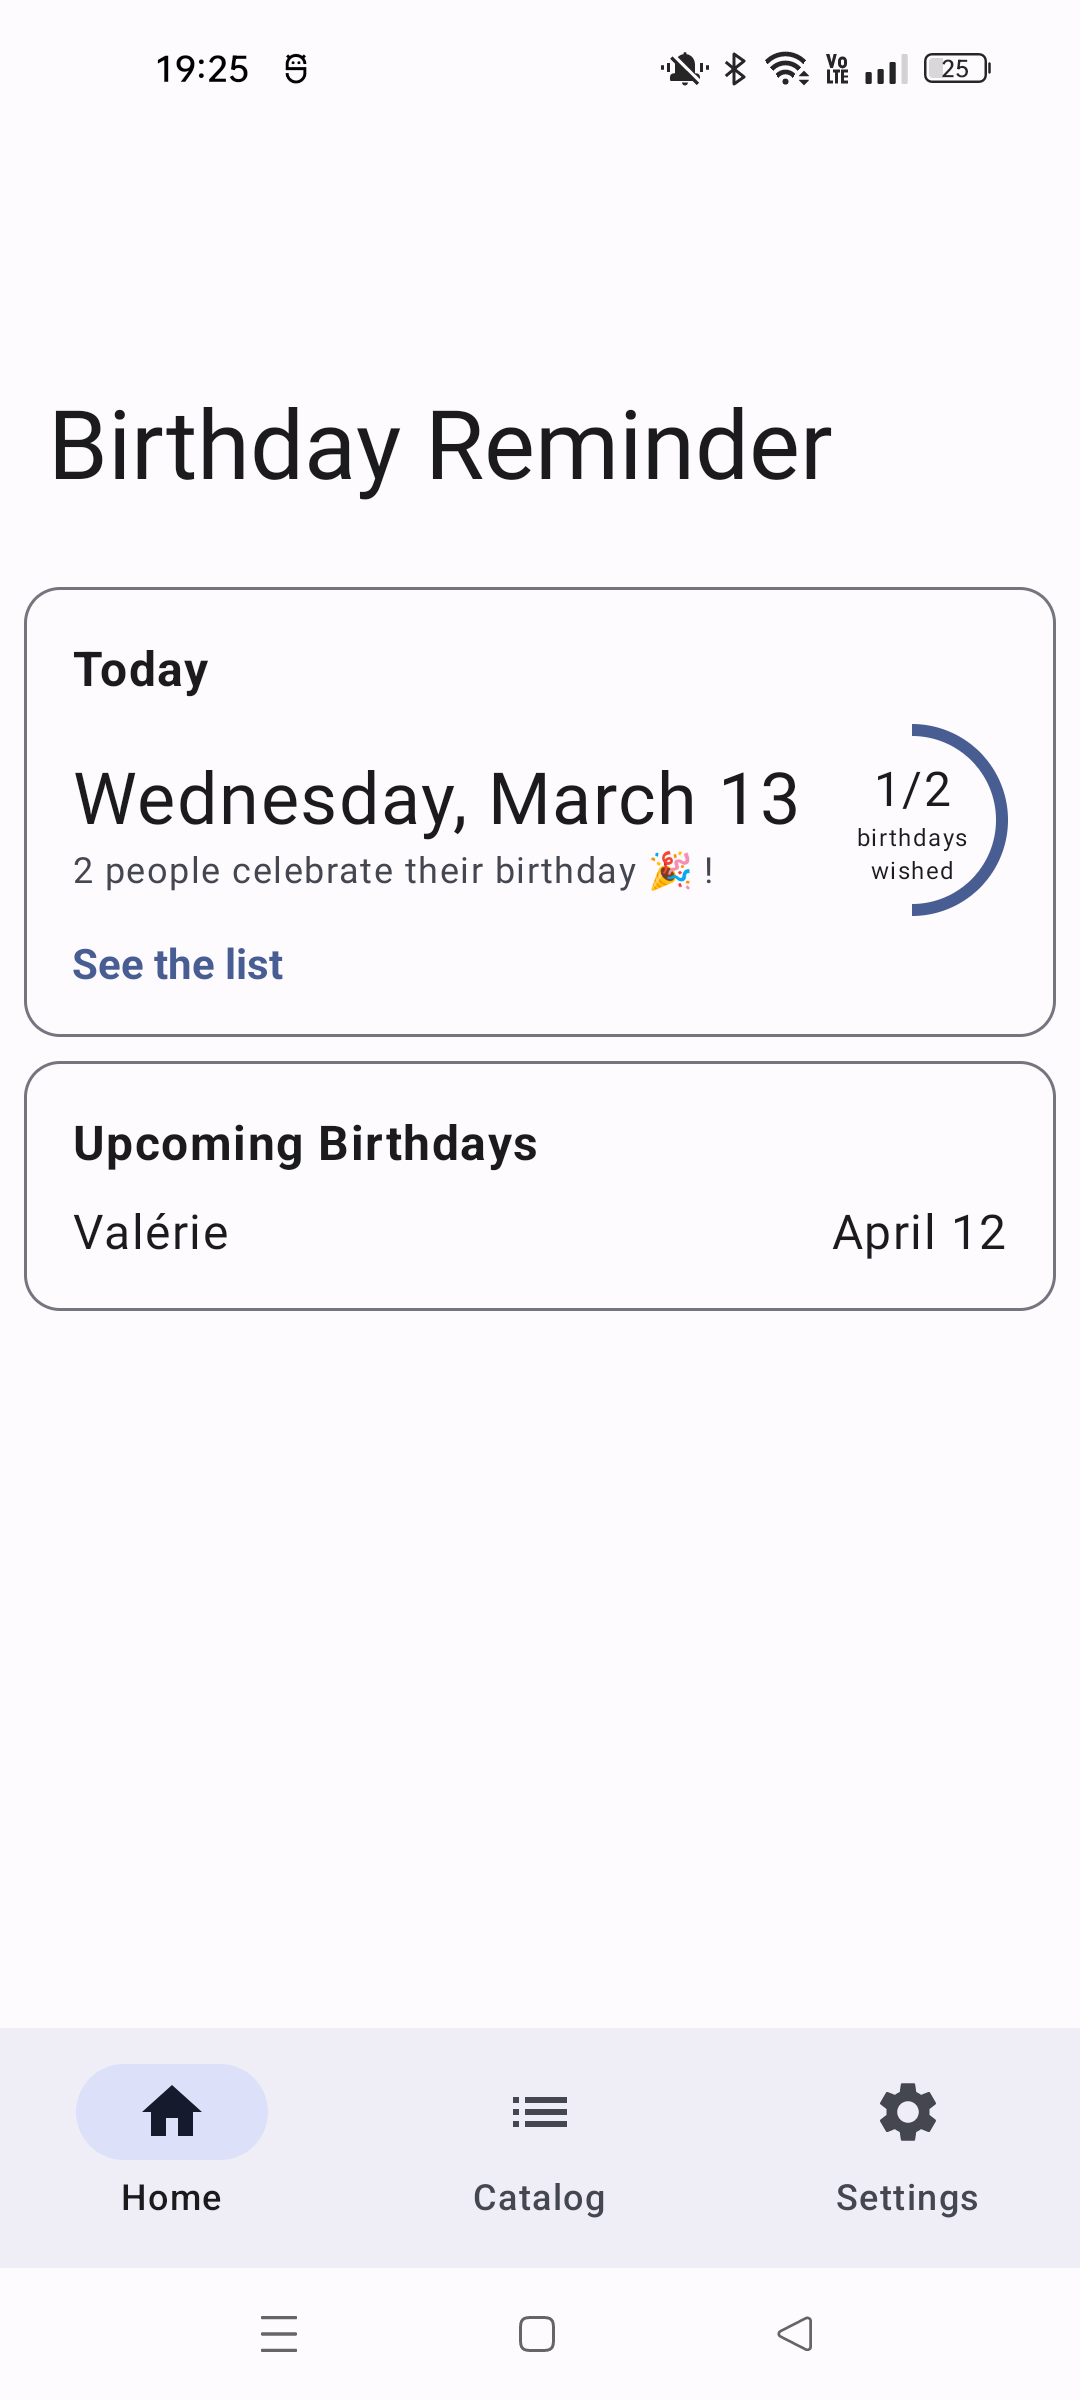 19:25
Vo
LTE
25
Birthday Reminder
Today
Wednesday, March 13
2 people celebrate their birthday 🎉 !
1/2
birthdays
wished
See the list
Upcoming Birthdays
Valérie April 12
Home Catalog Settings